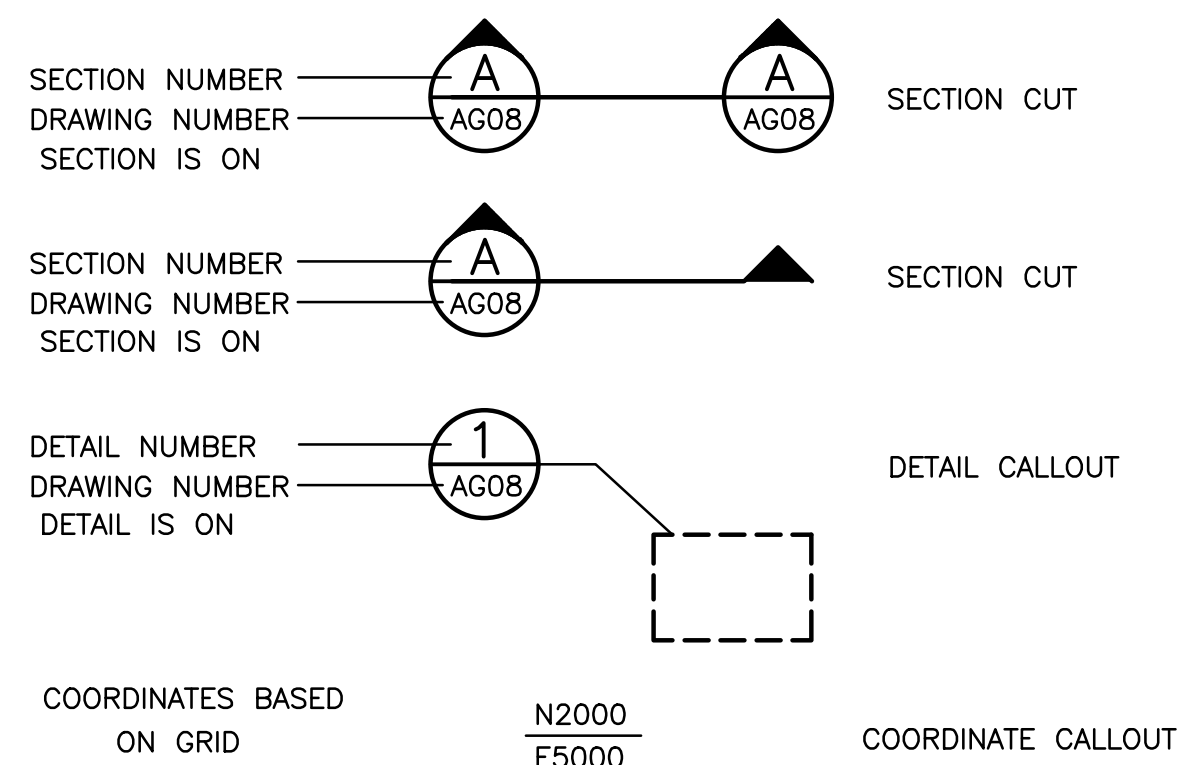 SECTION NUMBER
DRAWING NUMBER
SECTION IS ON
A
AG08
A
AG08
SECTION CUT
SECTION NUMBER
DRAWING NUMBER
SECTION IS ON
A
AG08
SECTION CUT
DETAIL NUMBER
DRAWING NUMBER
DETAIL IS ON
1
AG08
DETAIL CALLOUT
COORDINATES BASED
ON GRID
N2000
E5000
COORDINATE CALLOUT